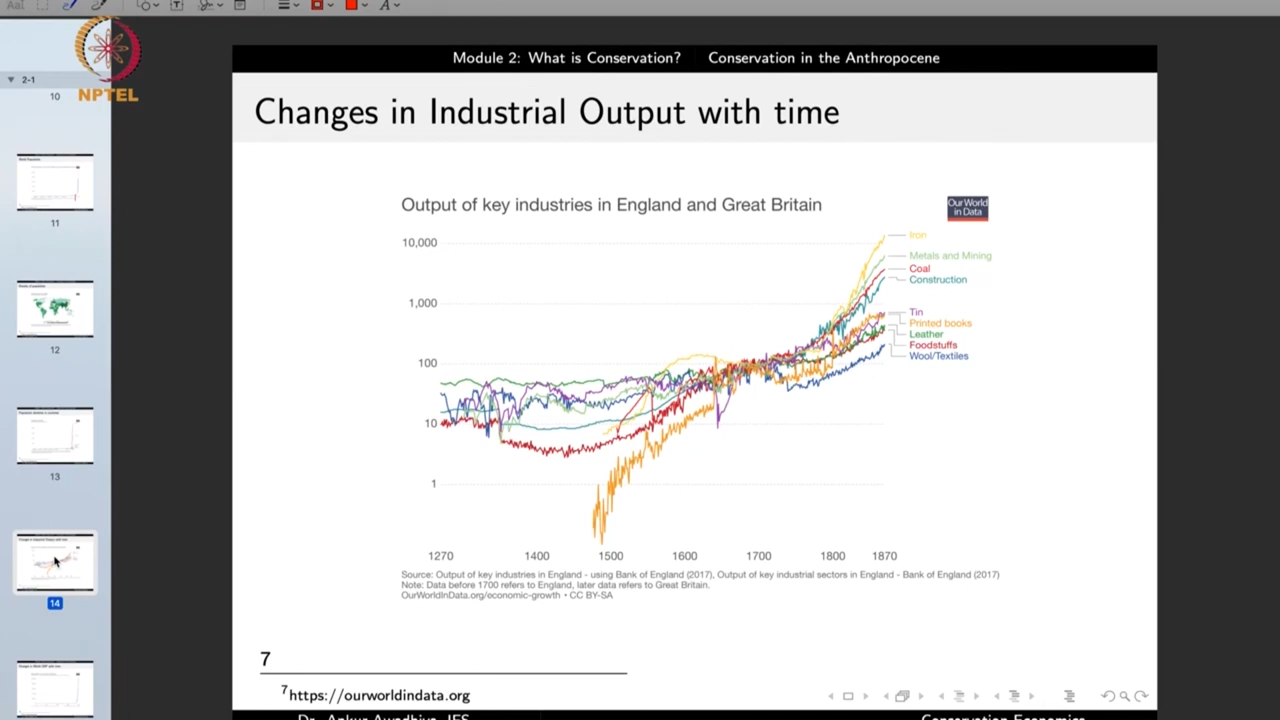 AaI
T
A
NPTEL
2-1
10
11
12
13
14
Module 2: What is Conservation? Conservation in the Anthropocene
Changes in Industrial Output with time
Output of key industries in England and Great Britain
Our World
in Data
10,000
1,000
100
10
1
Iron
Metals and Mining
Coal
Construction
Tin
Printed books
Leather
Foodstuffs
Wool/Textiles
1270 1400 1500 1600 1700 1800 1870
Source: Output of key industries in England - using Bank of England (2017), Output of key industrial sectors in England - Bank of England (2017)
Note: Data before 1700 refers to England, later data refers to Great Britain.
OurWorldInData.org/economic-growth • CC BY-SA
7
7https://ourworldindata.org
Dr. Ankur Awadhiya, IFS Conservation Economics